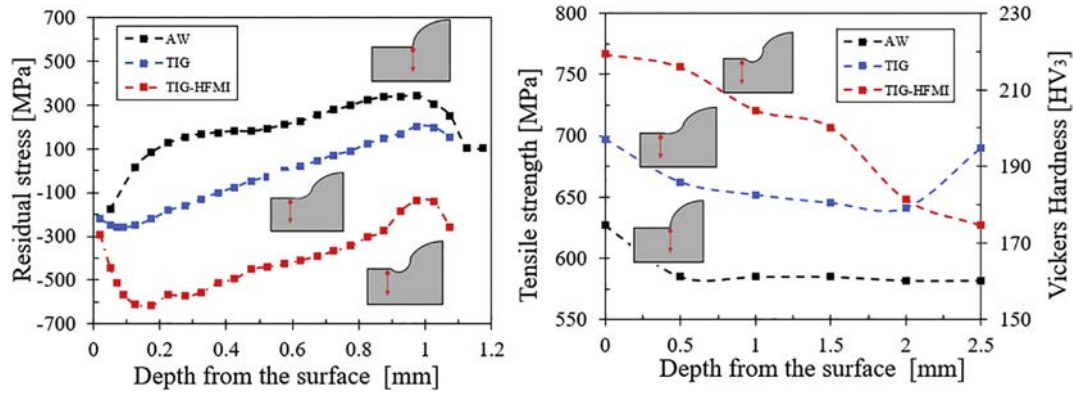 Residual stress [MPa]
700
500
300
100
-100
-300
-500
-700
AW
TIG
TIG-HFMI
0
0.2
0.4
0.6
0.8
1
1.2
Depth from the surface [mm]
Tensile strength [MPa]
800
750
700
650
600
550
AW
TIG
TIG-HFMI
230
210
190
170
150
Vickers Hardness [HV3]
0
0.5
1
1.5
2
2.5
Depth from the surface [mm]